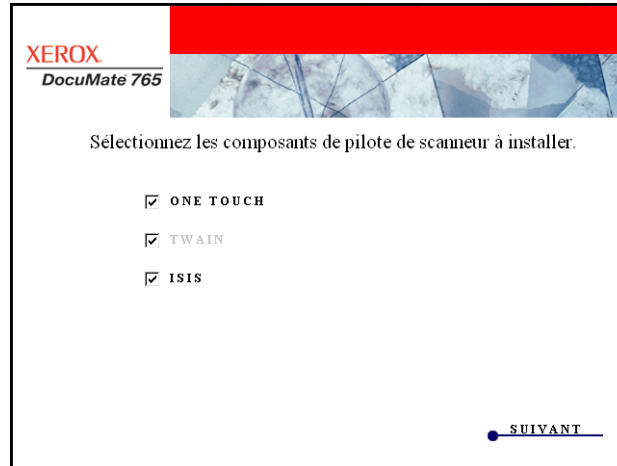 XEROX.
DocuMate 765
Sélectionnez les composants de pilote de scanneur à installer.
ONE TOUCH
TWAIN
ISIS
SUIVANT